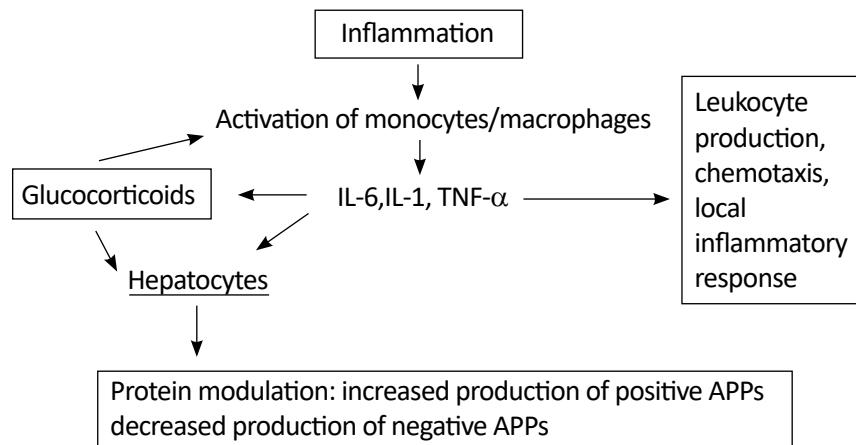 Inflammation
Activation of monocytes/macrophages
Leukocyte
production,
chemotaxis,
local
inflammatory
response
Glucocorticoids
IL-6,IL-1, TNF-α
Hepatocytes
Protein modulation: increased production of positive APPs
decreased production of negative APPs